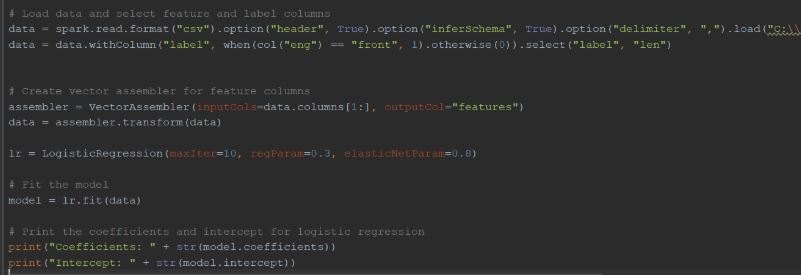 # Load data and select feature and label columns
data = spark.read.format("csv").option("header", True).option("inferSchema", True).option("delimiter", ",").load("C:\\
data = data.withColumn("label", when(col("eng") == "front", 1).otherwise(0)).select("label", "len")
# Create vector assembler for feature columns
assembler = VectorAssembler(inputCols=data.columns[1:], outputCol="features")
data = assembler.transform(data)
lr = LogisticRegression(maxIter=10, regParam=0.3, elasticNetParam=0.8)
# Fit the model
model = lr.fit(data)
# Print the coefficients and intercept for logistic regression
print("Coefficients: " + str(model.coefficients))
print("Intercept: " + str(model.intercept))